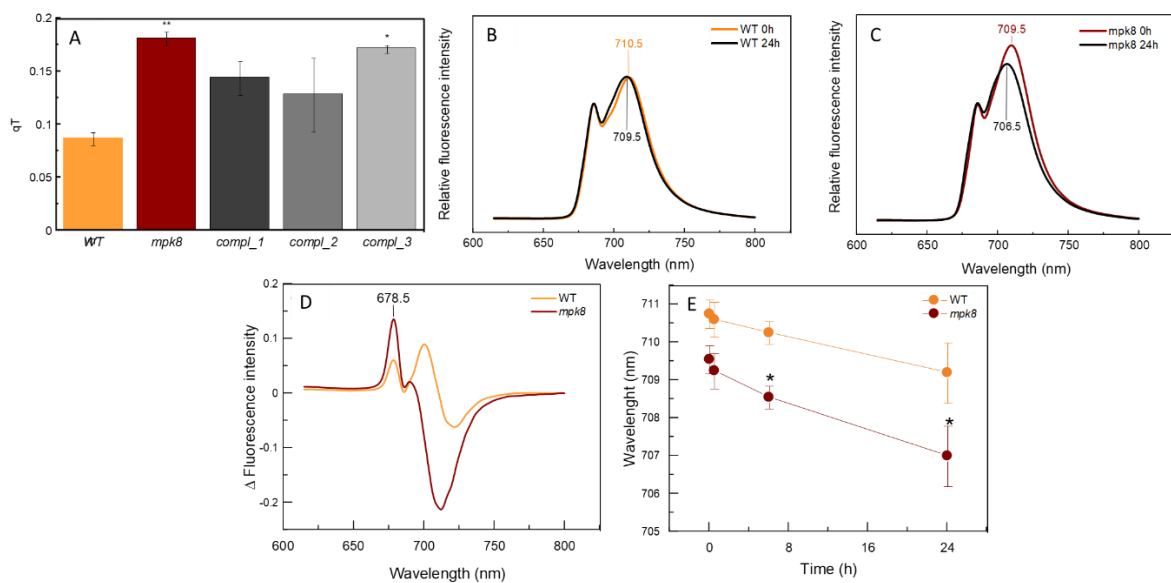 A
qT
0.2
0.15
0.1
0.05
0
**
*
WT
mpk8
compl_1
compl_2
compl_3
B
WT 0h
WT 24h
710.5
709.5
Relative fluorescence intensity
600 650 700 750 800
Wavelength (nm)
C
mpk8 0h
mpk8 24h
709.5
706.5
Relative fluorescence intensity
600 650 700 750 800
Wavelength (nm)
D
678.5
WT
mpk8
Δ Fluorescence intensity
0.2
0.1
0
-0.1
-0.2
600 650 700 750 800
Wavelength (nm)
E
WT
mpk8
Wavelenght (nm)
711
710
709
708
707
706
705
*
*
0 8 16 24
Time (h)